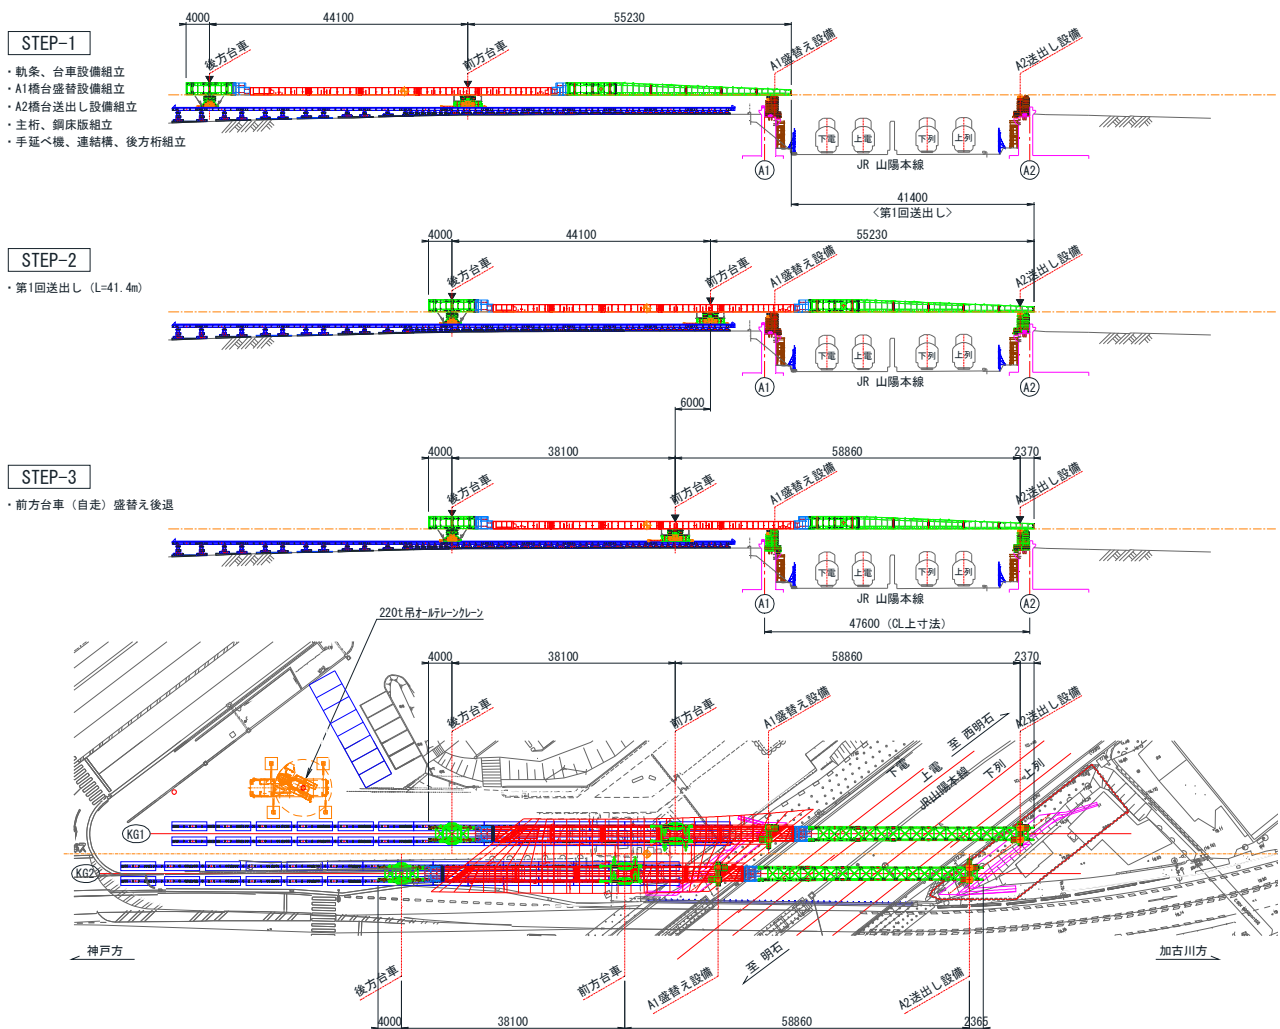 4000
44100
55230
STEP-1
後方台車
前方台車
A1盛替え設備
A2送出し設備
・軌条、台車設備組立
・A1橋台盛替設備組立
・A2橋台送出し設備組立
・主桁、鋼床版組立
・手延べ機、連結構、後方桁組立
下電
上電
下列
上列
JR 山陽本線
A1
A2
41400
<第1回送出し>
4000
44100
55230
STEP-2
後方台車
前方台車
A1盛替え設備
A2送出し設備
・第1回送出し (L=41.4m)
下電
上電
下列
上列
JR 山陽本線
A1
A2
6000
4000
38100
58860
2370
STEP-3
後方台車
前方台車
A1盛替え設備
A2送出し設備
・前方台車 (自走) 盛替え後退
下電
上電
下列
上列
JR 山陽本線
A1
A2
220t吊オールテレーンクレーン
47600 (CL上寸法)
4000
38100
58860
2370
後方台車
前方台車
A1盛替え設備
A2送出し設備
至 西明石
下電
上電
JR山陽本線
下列
上列
KG1
KG2
神戸方
至 明石
加古川方
後方台車
前方台車
A1盛替え設備
A2送出し設備
4000
38100
58860
2365